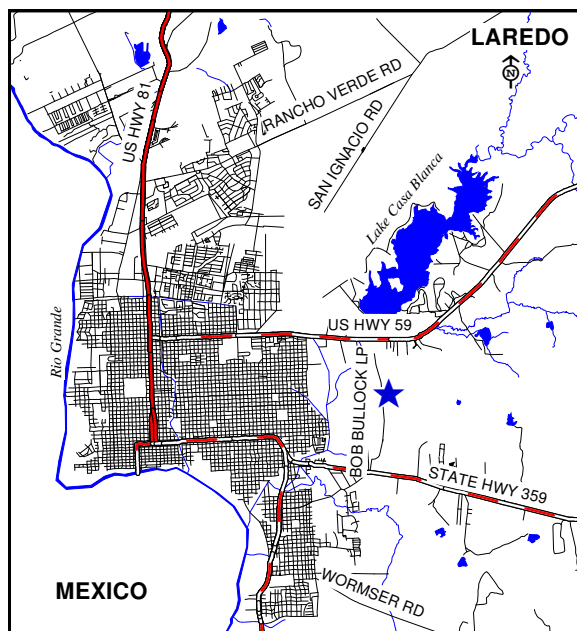 LAREDO
N
US HWY 81
RANCHO VERDE RD
SAN IGNACIO RD
Lake Casa Blanca
Rio Grande
US HWY 59
BOB BULLOCK LP
STATE HWY 359
MEXICO
WORMSER RD